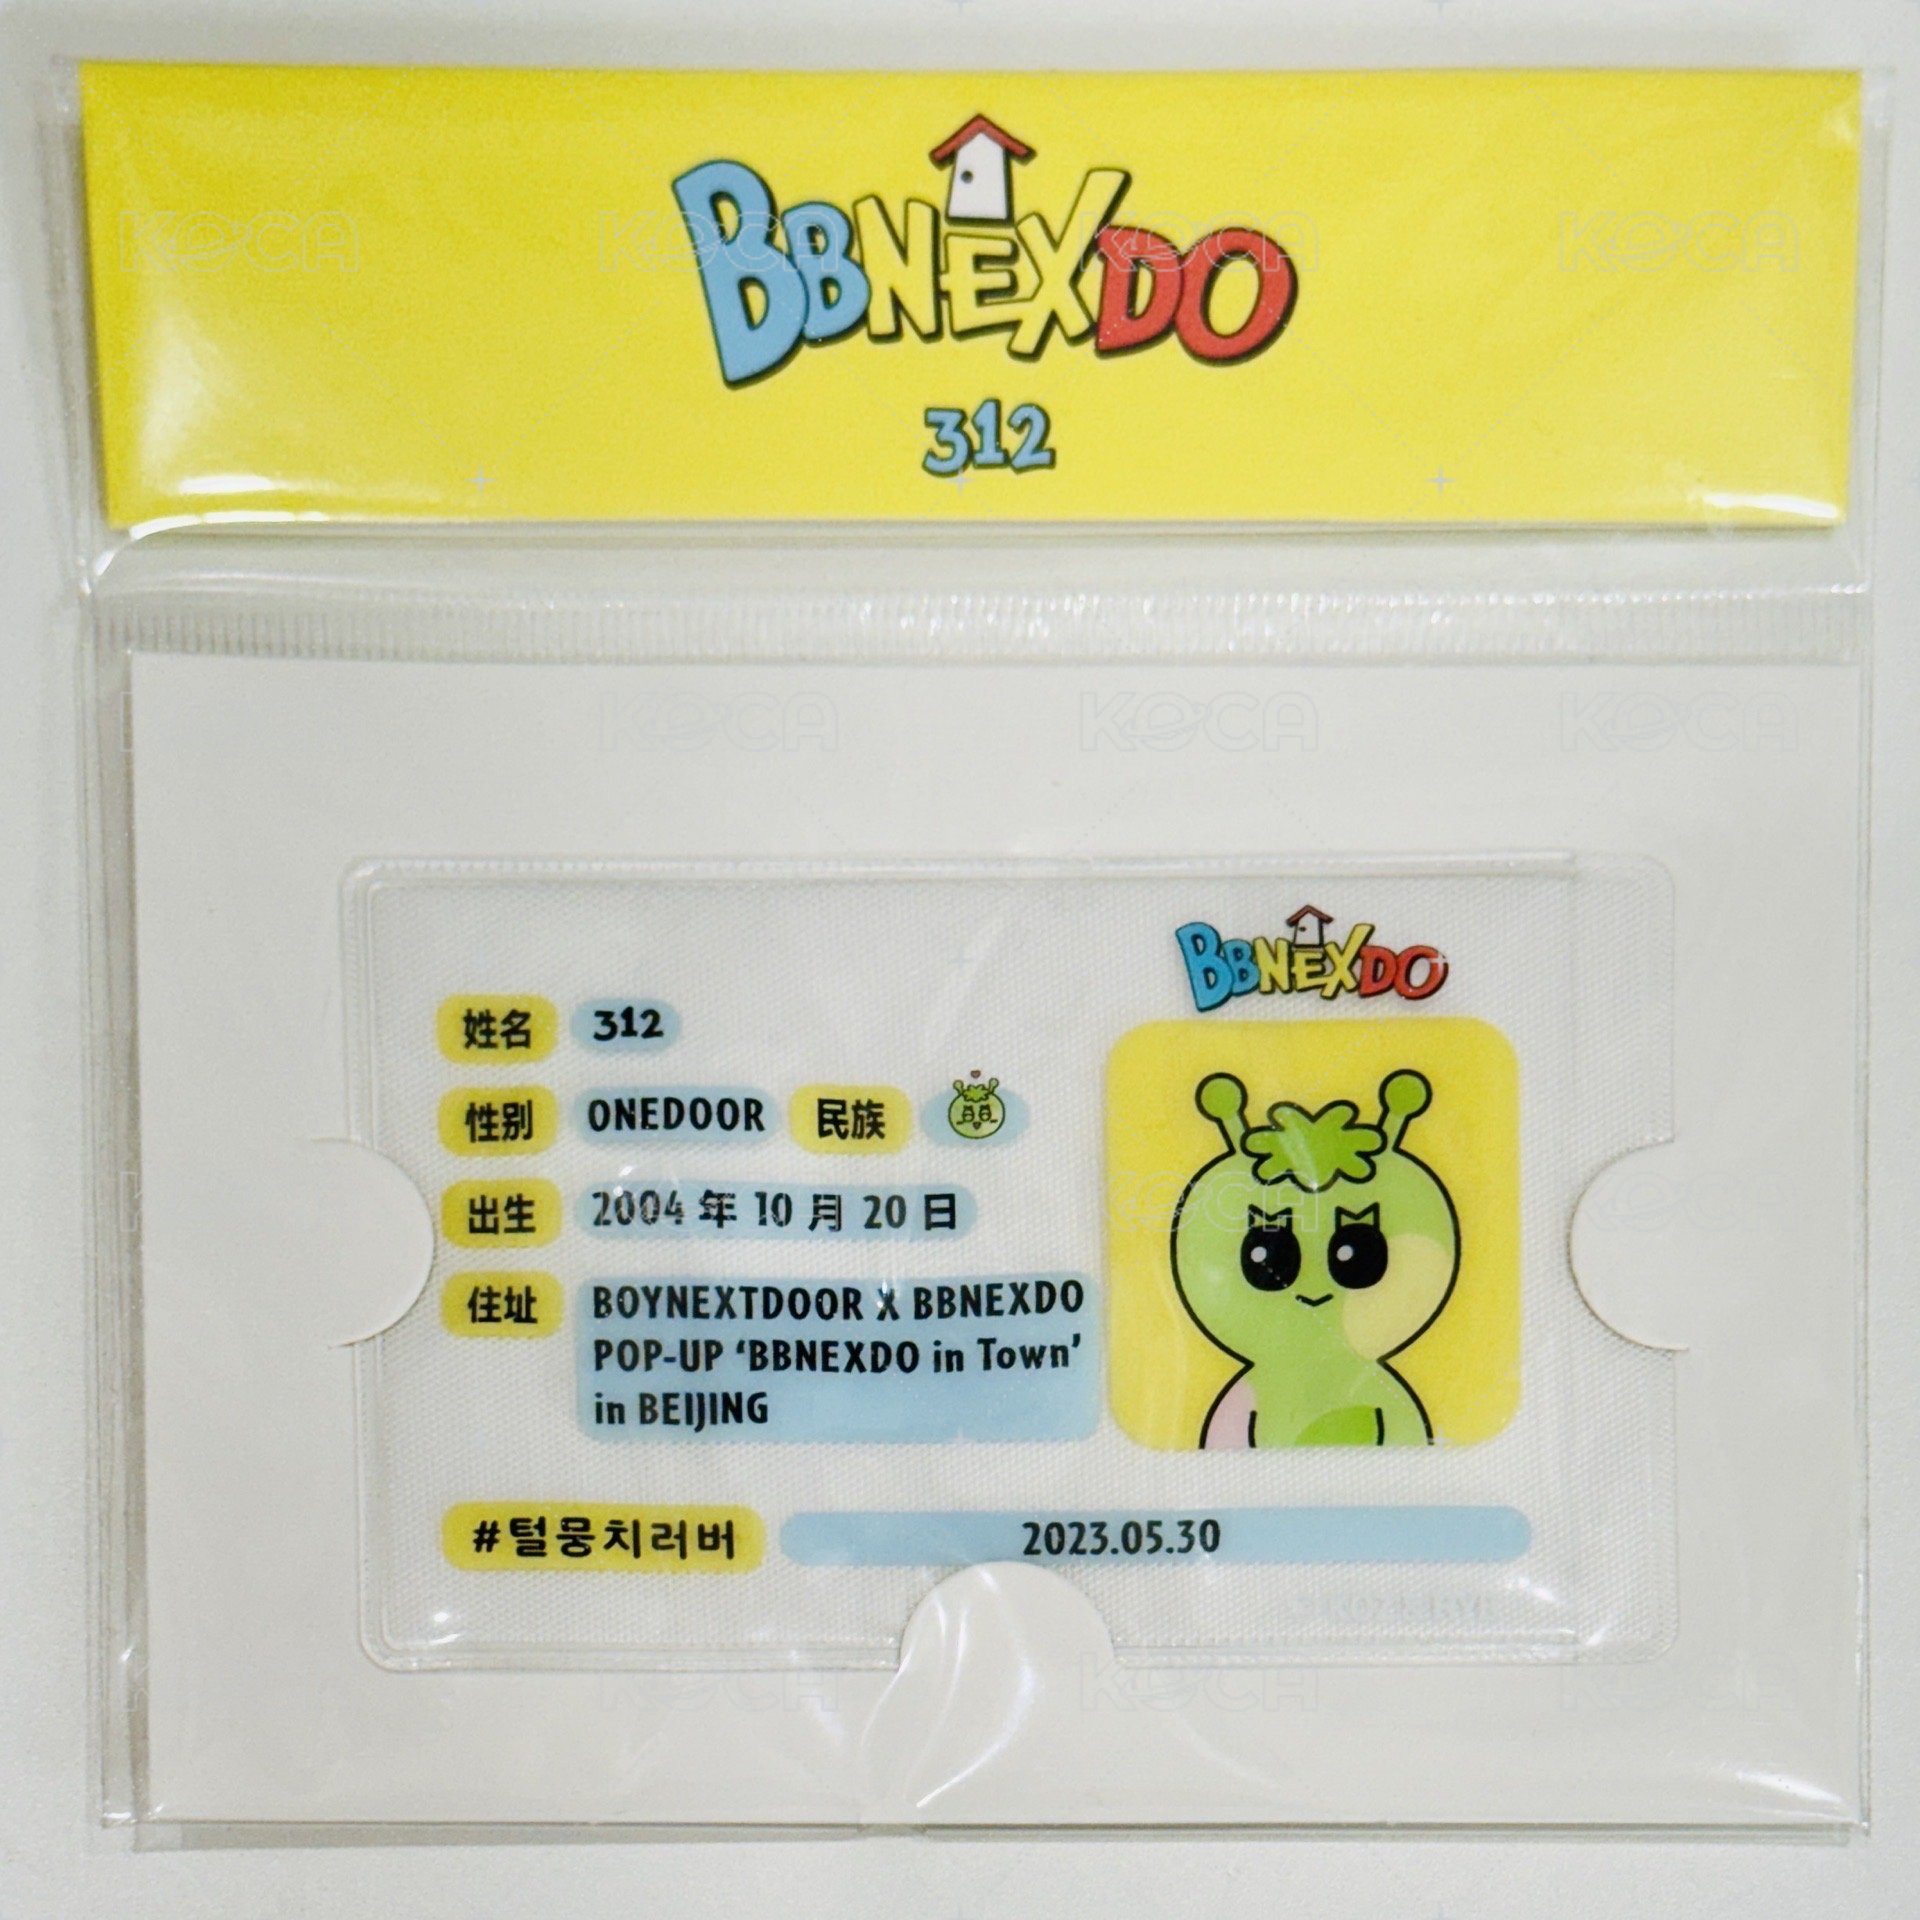 BBNEXDO
312
BBNEXDO
姓名 312
性别 ONEDOOR 民族
出生 2004 年 10 月 20 日
住址 BOYNEXTDOOR X BBNEXDO
POP-UP ‘BBNEXDO in Town’
in BEIJING
#털뭉치러버 2023.05.30
KOCA